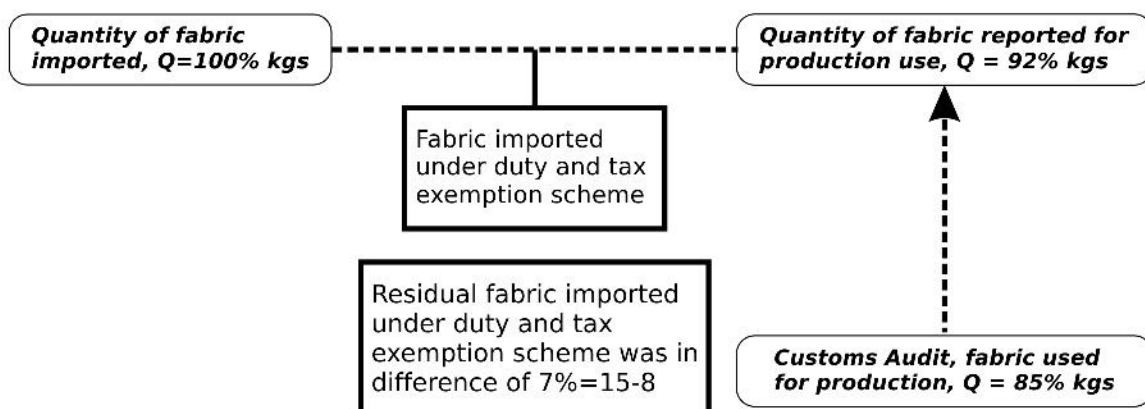 Quantity of fabric
imported, Q=100% kgs
Quantity of fabric reported for
production use, Q = 92% kgs
Fabric imported
under duty and tax
exemption scheme
Residual fabric imported
under duty and tax
exemption scheme was in
difference of 7%=15-8
Customs Audit, fabric used
for production, Q = 85% kgs